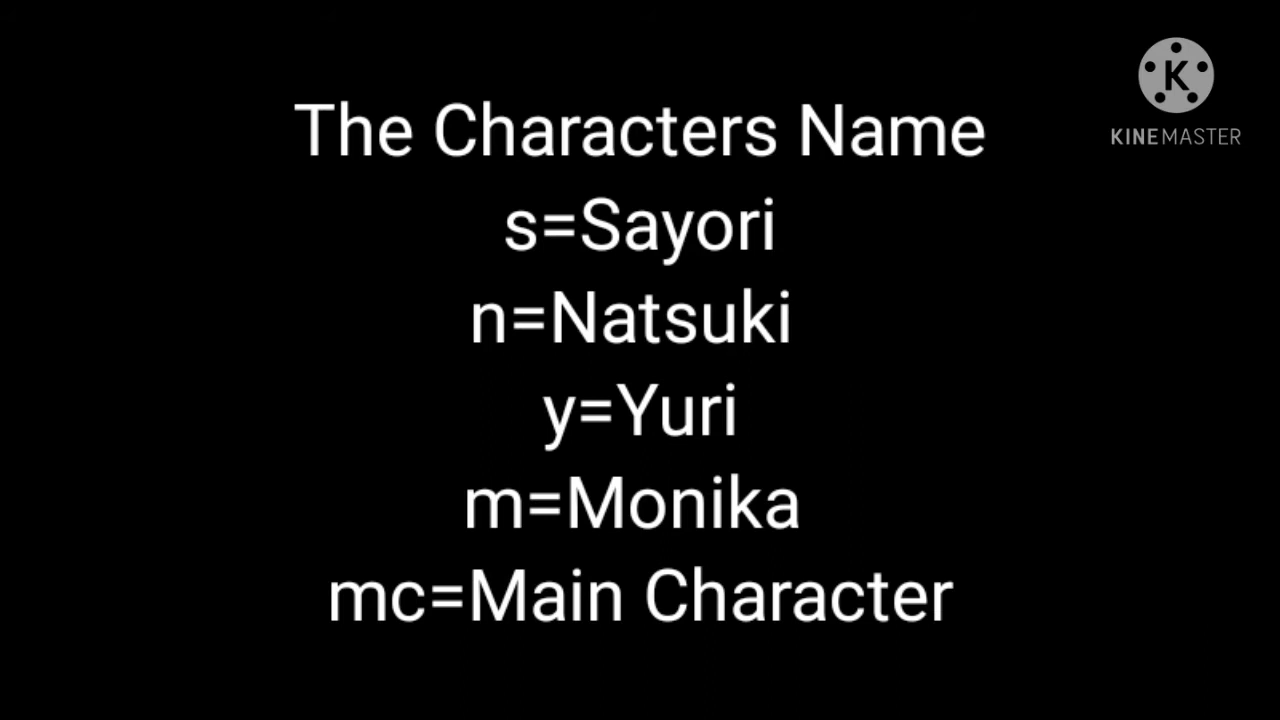 The Characters Name
s=Sayori
n=Natsuki
y=Yuri
m=Monika
mc=Main Character
K
KINEMASTER